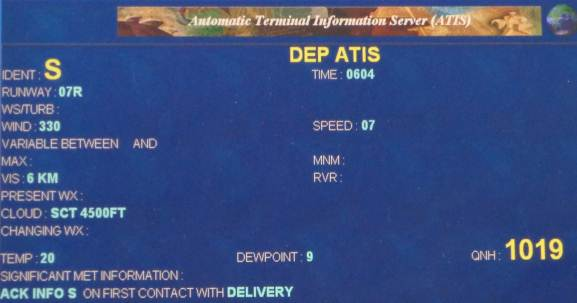 Automatic Terminal Information Server (ATIS)
DEP ATIS
IDENT : S TIME : 0604
RUNWAY : 07R
WS/TURB :
WIND : 330 SPEED : 07
VARIABLE BETWEEN AND
MAX : MNM :
VIS : 6 KM RVR :
PRESENT WX :
CLOUD : SCT 4500FT
CHANGING WX :
TEMP : 20 DEWPOINT : 9 QNH : 1019
SIGNIFICANT MET INFORMATION :
ACK INFO S ON FIRST CONTACT WITH DELIVERY